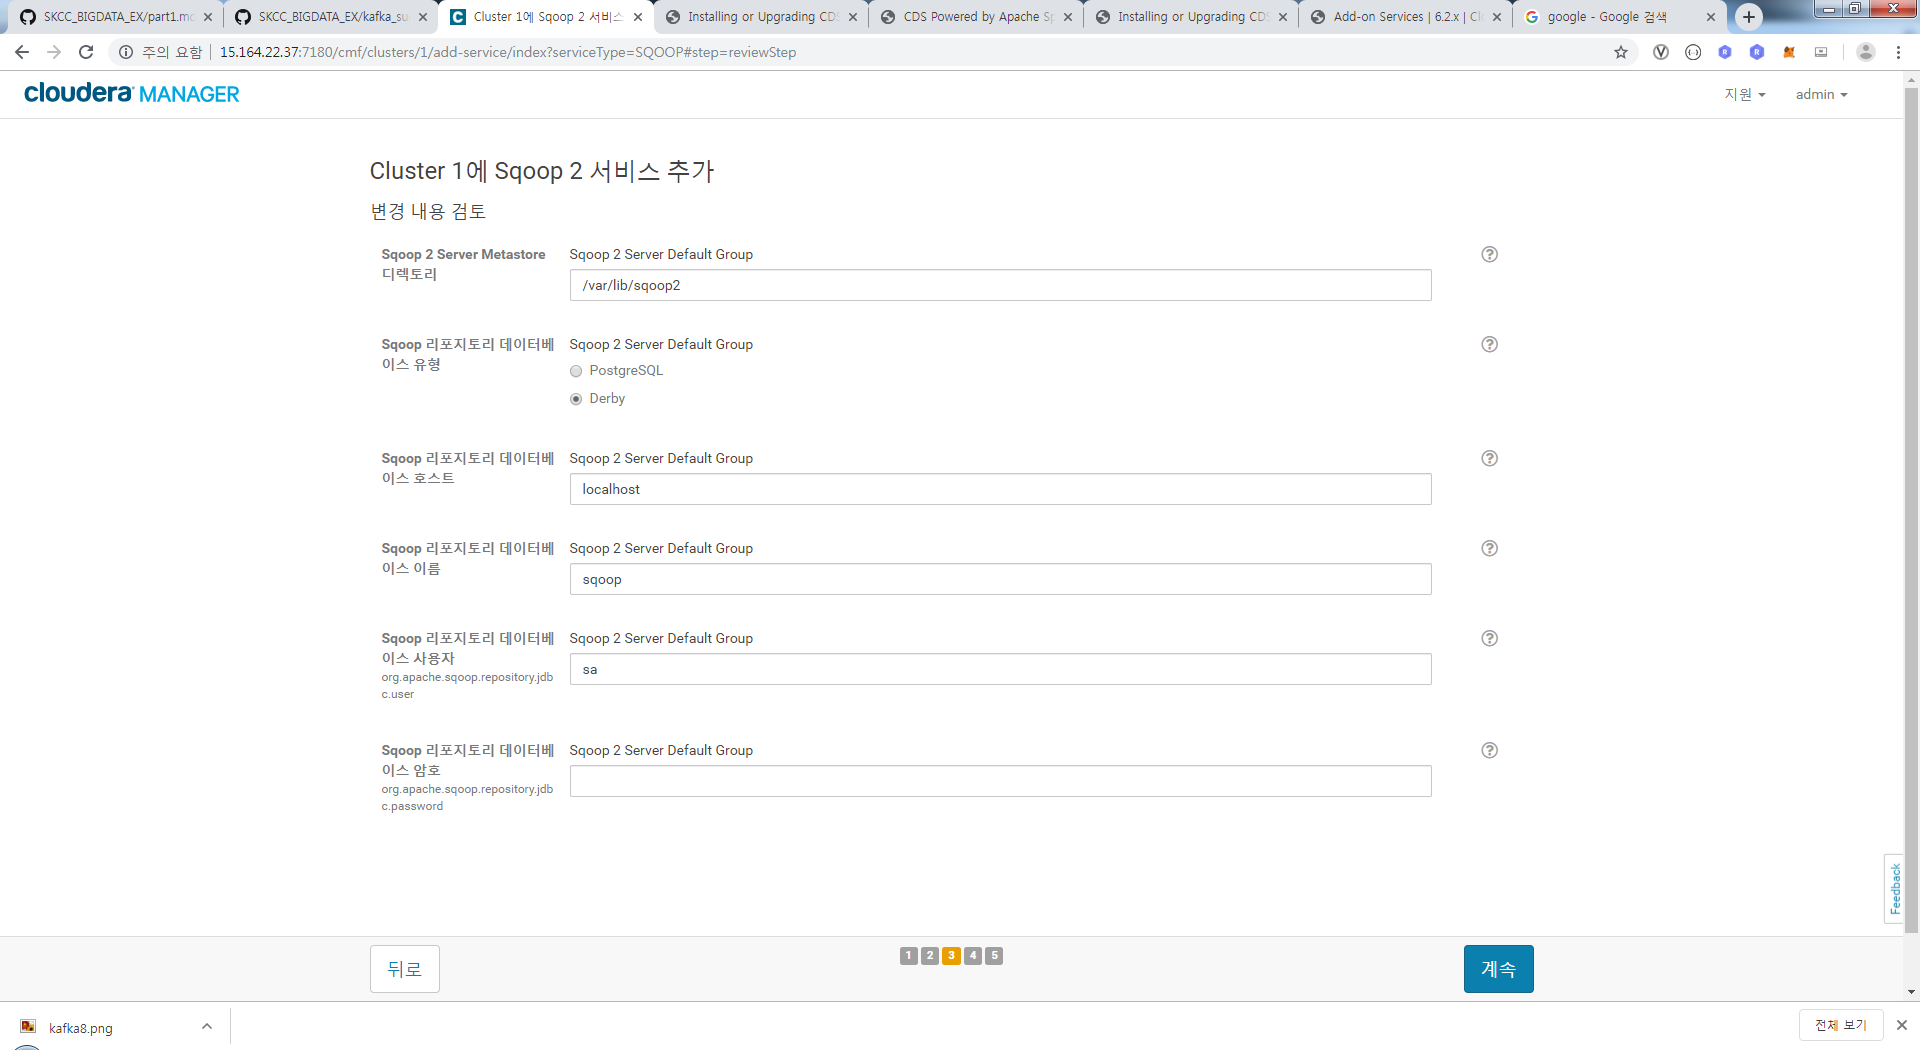 SKCC_BIGDATA_EX/part1.mc
SKCC_BIGDATA_EX/kafka_su
Cluster 1에 Sqoop 2 서비스
Installing or Upgrading CDS
CDS Powered by Apache Sp
Installing or Upgrading CDS
Add-on Services | 6.2.x | Clo
google - Google 검색
주의 요함
15.164.22.37:7180/cmf/clusters/1/add-service/index?serviceType=SQOOP#step=reviewStep
cloudera MANAGER
지원
admin
Cluster 1에 Sqoop 2 서비스 추가
변경 내용 검토
Sqoop 2 Server Metastore
디렉토리
Sqoop 2 Server Default Group
/var/lib/sqoop2
Sqoop 리포지토리 데이터베
이스 유형
Sqoop 2 Server Default Group
PostgreSQL
Derby
Sqoop 리포지토리 데이터베
이스 호스트
Sqoop 2 Server Default Group
localhost
Sqoop 리포지토리 데이터베
이스 이름
Sqoop 2 Server Default Group
sqoop
Sqoop 리포지토리 데이터베
이스 사용자
org.apache.sqoop.repository.jdb
c.user
Sqoop 2 Server Default Group
sa
Sqoop 리포지토리 데이터베
이스 암호
org.apache.sqoop.repository.jdb
c.password
Sqoop 2 Server Default Group
Feedback
뒤로
1 2 3 4 5
계속
kafka8.png
전체 보기